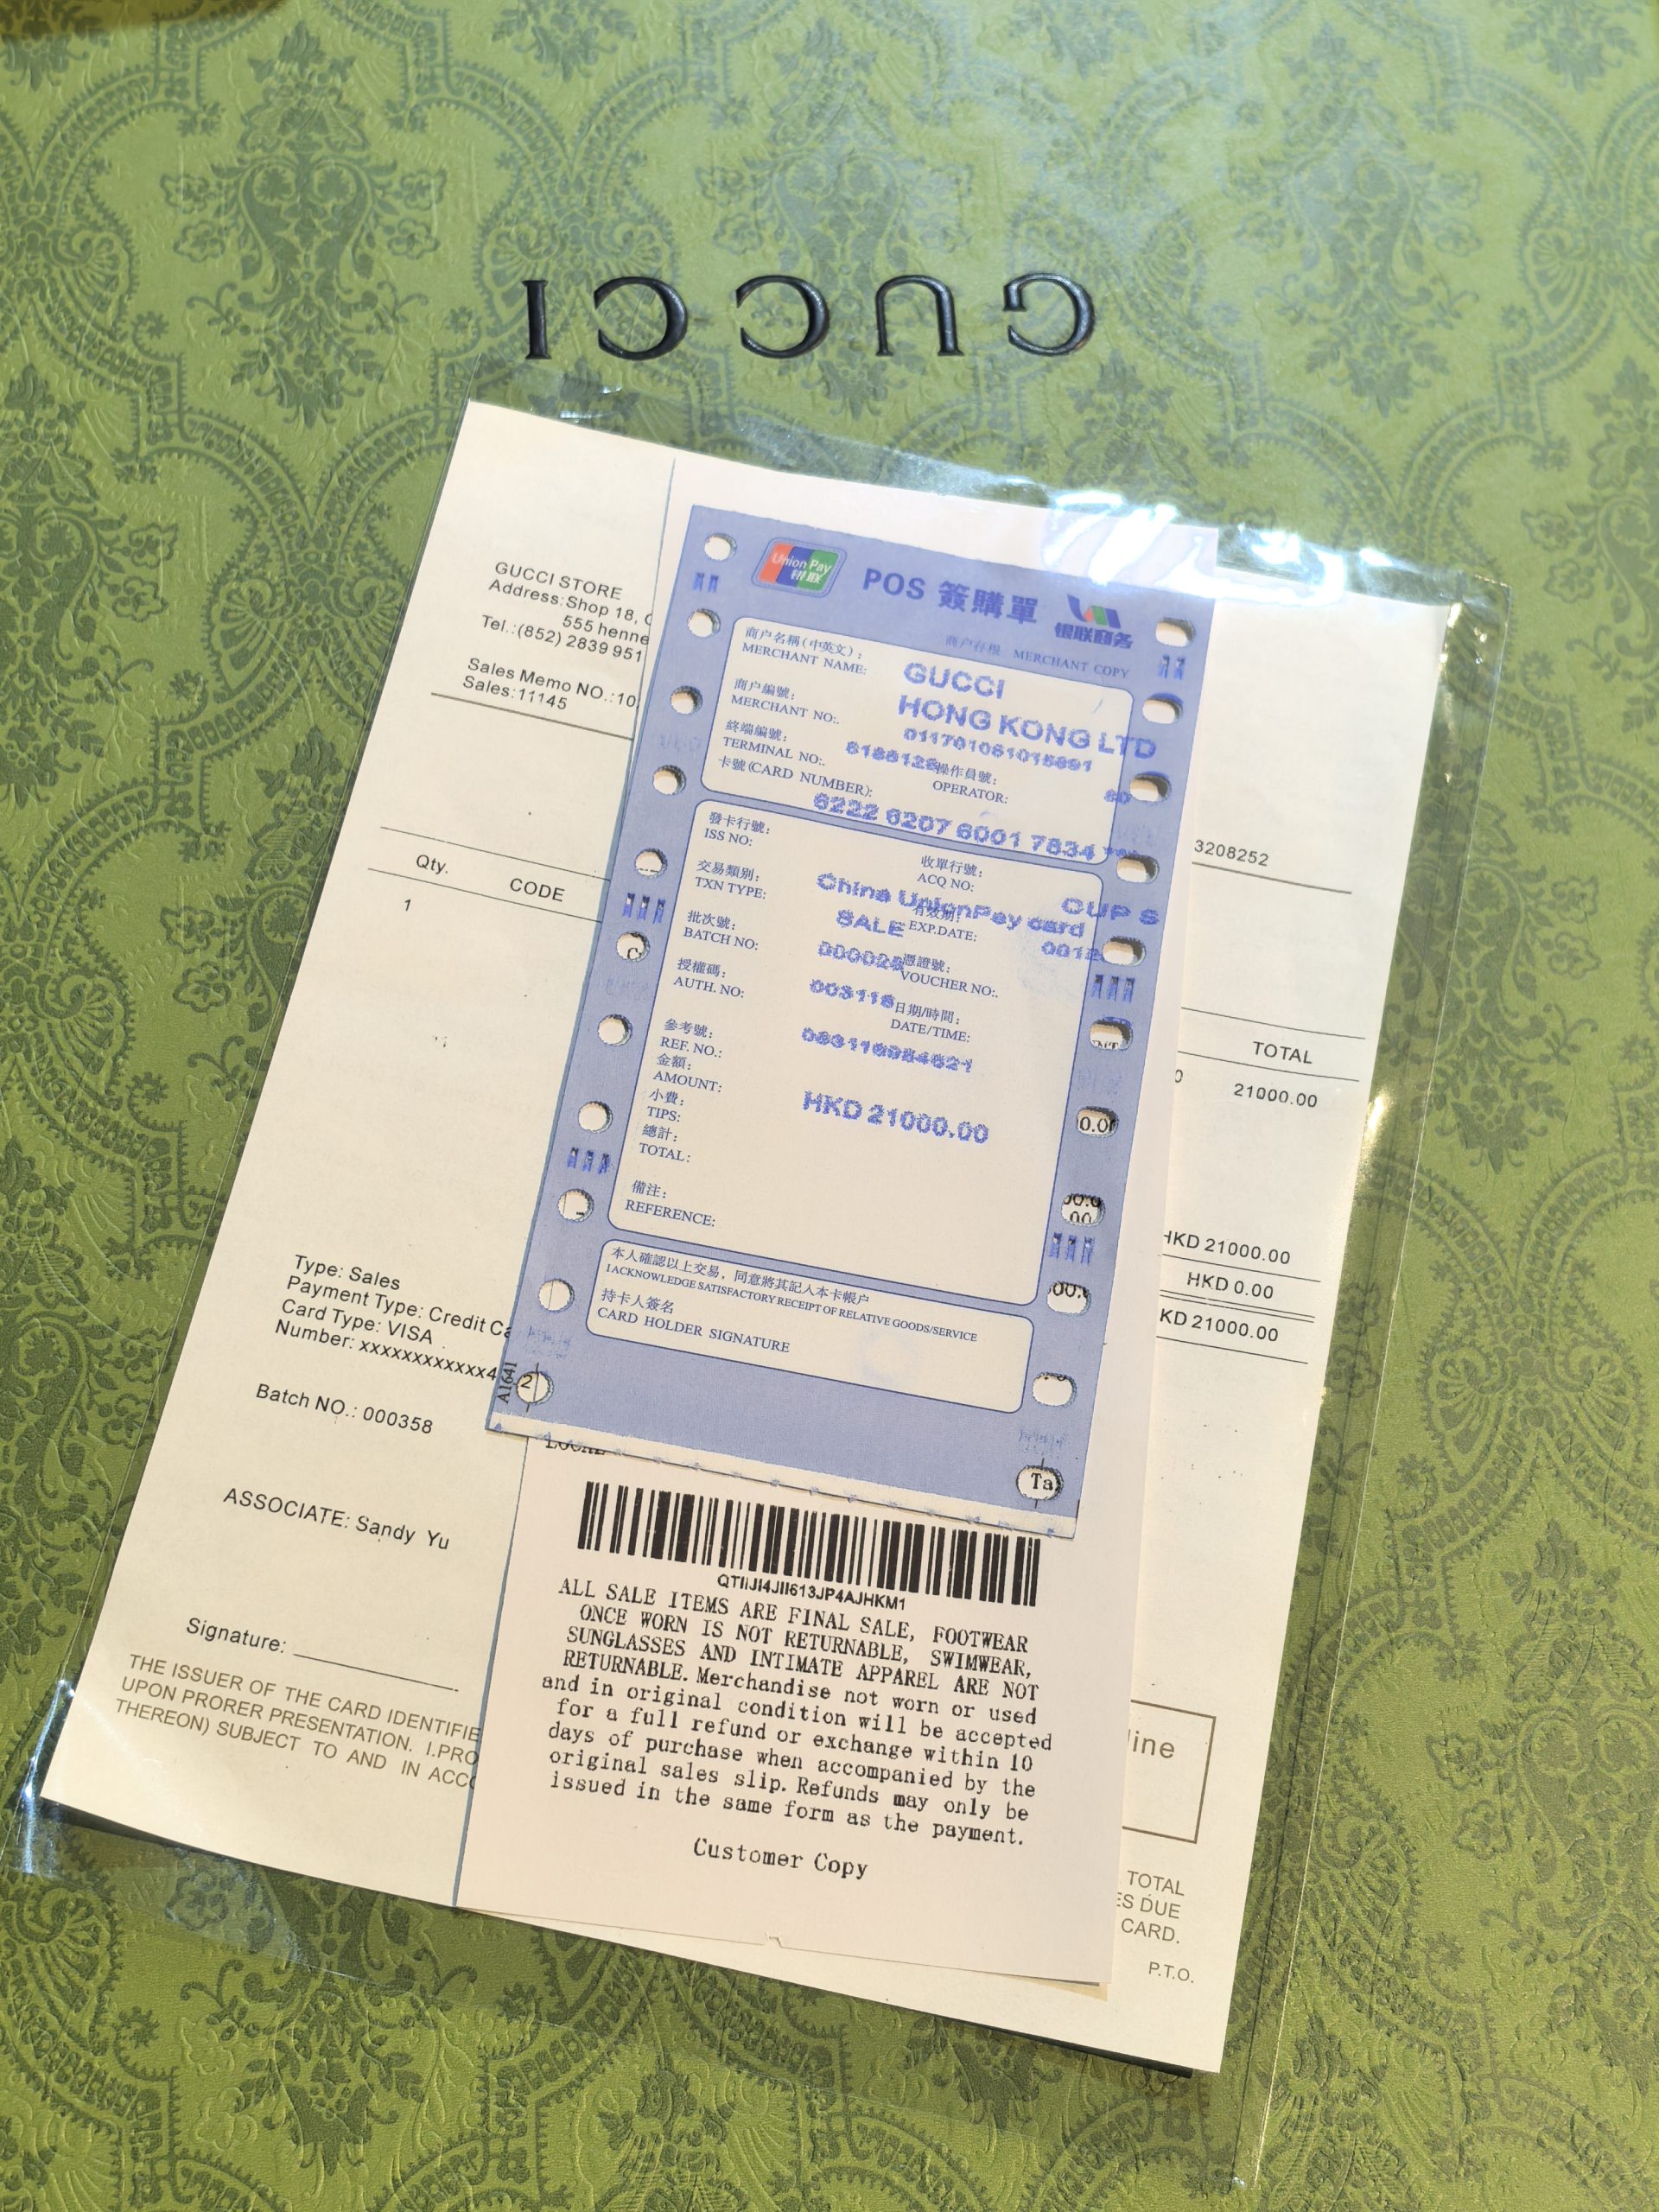 GUCCI
GUCCI STORE
Address:Shop 18,
555 henne
Tel.:(852) 2839 951
Sales Memo NO.:10
Sales:11145
3208252
Qty.
CODE
TOTAL
1
0
21000.00
HKD 21000.00
HKD 0.00
KD 21000.00
Type: Sales
Payment Type: Credit Ca
Card Type: VISA
Number: xxxxxxxxxxxx4
Batch NO.: 000358
ASSOCIATE: Sandy Yu
Signature:
THE ISSUER OF THE CARD IDENTIFIE
UPON PRORER PRESENTATION. I.PRO
THEREON) SUBJECT TO AND IN ACCO
line
TOTAL
ES DUE
CARD.
P.T.O.
Union Pay
银联
POS 簽購單
银联商务
商户存根 MERCHANT COPY
商户名稱(中英文):
MERCHANT NAME:
GUCCI
HONG KONG LTD
商户編號:
MERCHANT NO:.
011701061015891
終端編號:
TERMINAL NO:.
操作員號:
OPERATOR:
卡號(CARD NUMBER):
6222 6207 6001 7834
發卡行號:
ISS NO:
收單行號:
ACQ NO:
China UnionPay card
CUP S
交易類别:
TXN TYPE:
SALE
EXP.DATE:
批次號:
BATCH NO:
憑證號:
VOUCHER NO:.
授權碼:
AUTH. NO:
日期/時間:
DATE/TIME:
參考號:
REF. NO.:
金額:
AMOUNT:
HKD 21000.00
小費:
TIPS:
總計:
TOTAL:
備注:
REFERENCE:
本人確認以上交易，同意將其記入本卡帳户
I ACKNOWLEDGE SATISFACTORY RECEIPT OF RELATIVE GOODS/SERVICE
持卡人簽名
CARD HOLDER SIGNATURE
A1641
2
Ta
QTIIJI4JII613JP4AJHKM1
ALL SALE ITEMS ARE FINAL SALE, FOOTWEAR
ONCE WORN IS NOT RETURNABLE, SWIMWEAR,
SUNGLASSES AND INTIMATE APPAREL ARE NOT
RETURNABLE. Merchandise not worn or used
and in original condition will be accepted
for a full refund or exchange within 10
days of purchase when accompanied by the
original sales slip. Refunds may only be
issued in the same form as the payment.
Customer Copy